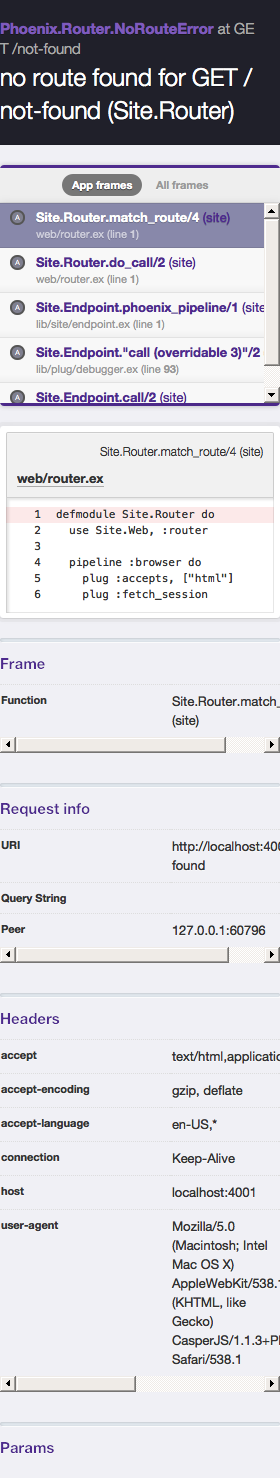 Phoenix.Router.NoRouteError at GE
T /not-found
no route found for GET /
not-found (Site.Router)
App frames All frames
A Site.Router.match_route/4 (site)
web/router.ex (line 1)
A Site.Router.do_call/2 (site)
web/router.ex (line 1)
A Site.Endpoint.phoenix_pipeline/1 (site
lib/site/endpoint.ex (line 1)
A Site.Endpoint."call (overridable 3)"/2
lib/plug/debugger.ex (line 93)
A Site.Endpoint.call/2 (site)
Site.Router.match_route/4 (site)
web/router.ex
1 defmodule Site.Router do
2 use Site.Web, :router
3
4 pipeline :browser do
5 plug :accepts, ["html"]
6 plug :fetch_session
Frame
Function Site.Router.match_
(site)
Request info
URI http://localhost:400
found
Query String
Peer 127.0.0.1:60796
Headers
accept text/html,applicatio
accept-encoding gzip, deflate
accept-language en-US,*
connection Keep-Alive
host localhost:4001
user-agent Mozilla/5.0
(Macintosh; Intel
Mac OS X)
AppleWebKit/538.1
(KHTML, like
Gecko)
CasperJS/1.1.3+Ph
Safari/538.1
Params